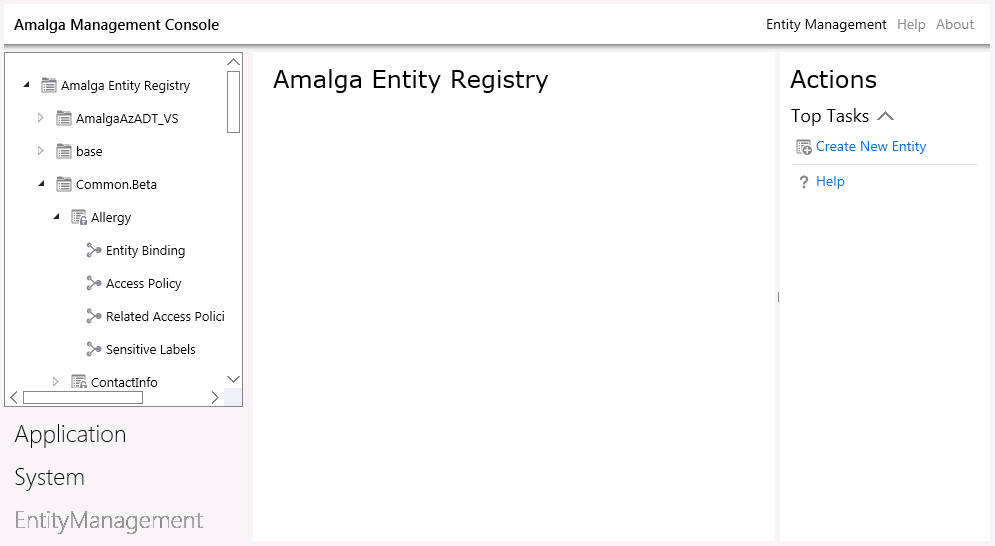 Amalga Management Console
Entity Management Help About
Amalga Entity Registry
AmalgaAzADT_VS
base
Common.Beta
Allergy
Entity Binding
Access Policy
Related Access Polici
Sensitive Labels
ContactInfo
Application
System
EntityManagement
Amalga Entity Registry
Actions
Top Tasks
Create New Entity
? Help